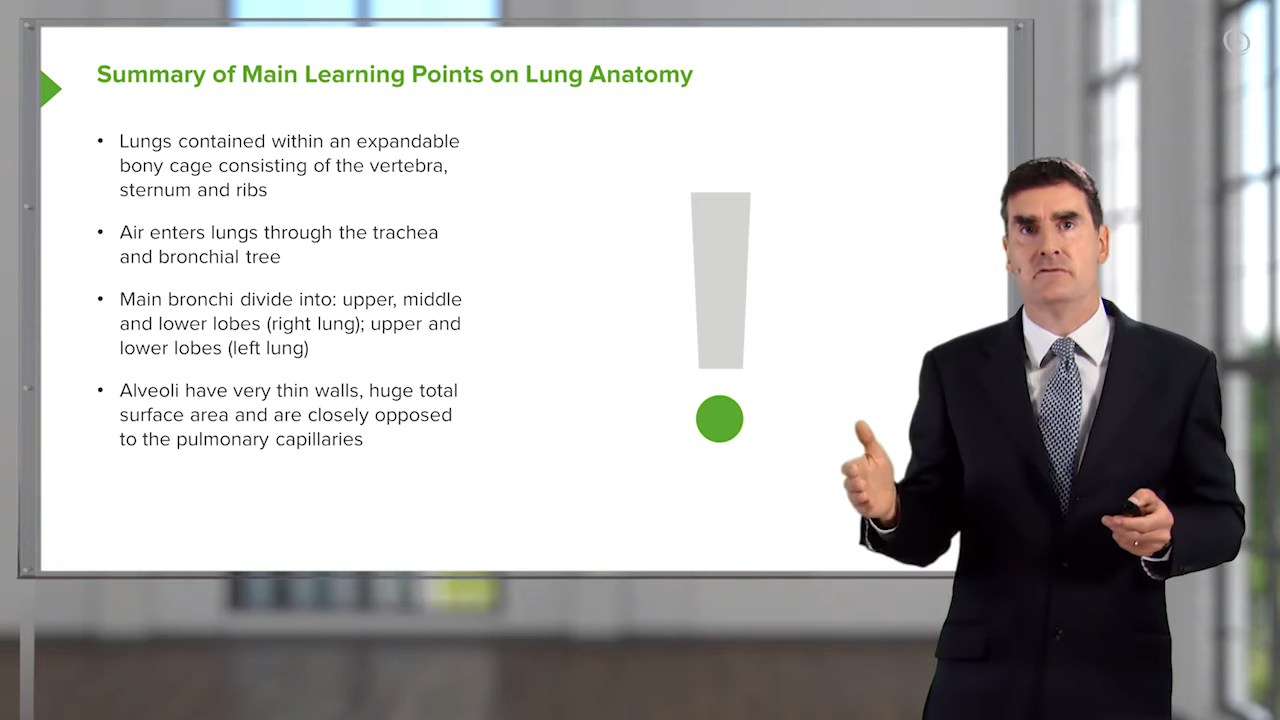 Summary of Main Learning Points on Lung Anatomy
• Lungs contained within an expandable
bony cage consisting of the vertebra,
sternum and ribs
• Air enters lungs through the trachea
and bronchial tree
• Main bronchi divide into: upper, middle
and lower lobes (right lung); upper and
lower lobes (left lung)
• Alveoli have very thin walls, huge total
surface area and are closely opposed
to the pulmonary capillaries